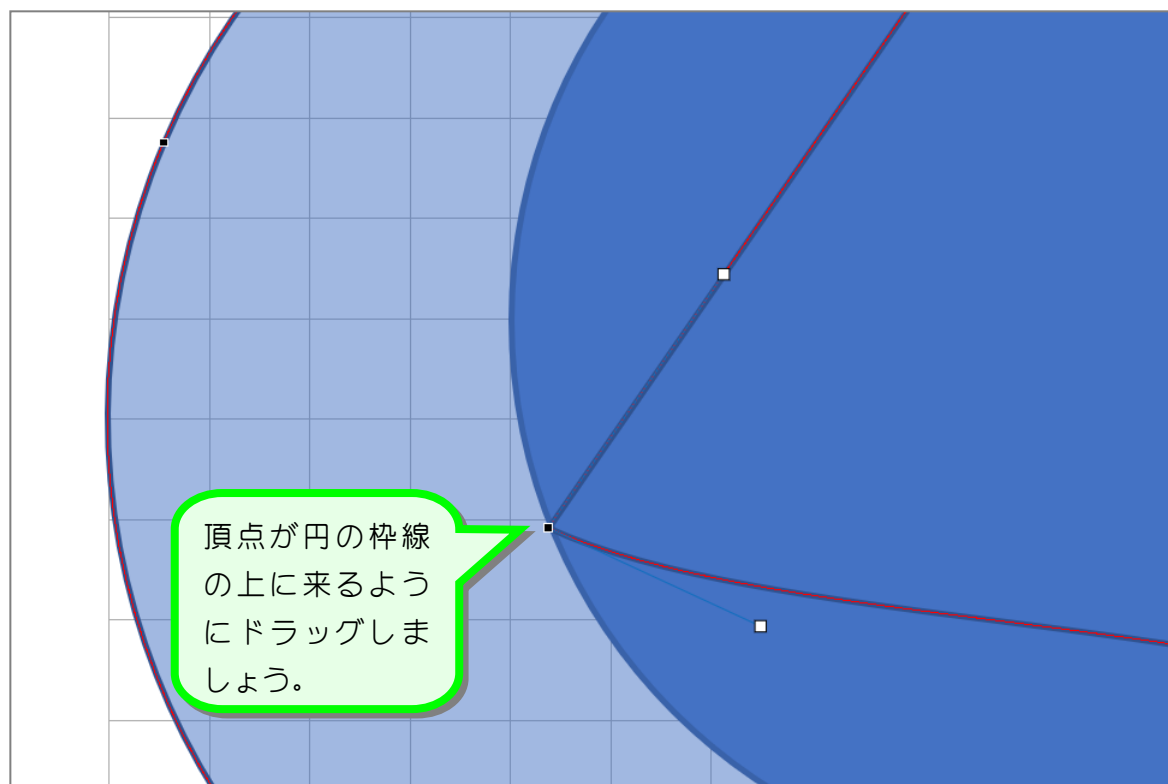 頂点が円の枠線
の上に来るよう
にドラッグしま
しょう。